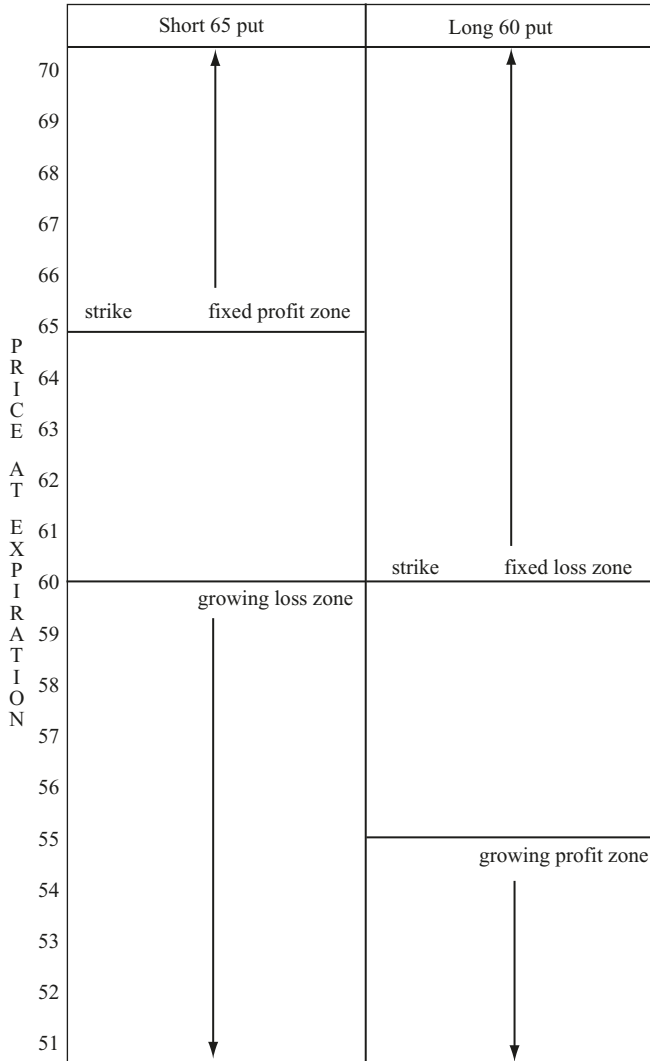 Short 65 put
Long 60 put
70
69
68
67
66
strike
fixed profit zone
65
64
63
62
61
strike
fixed loss zone
60
growing loss zone
59
58
57
56
55
growing profit zone
54
53
52
51
PRICE AT EXPIRATION